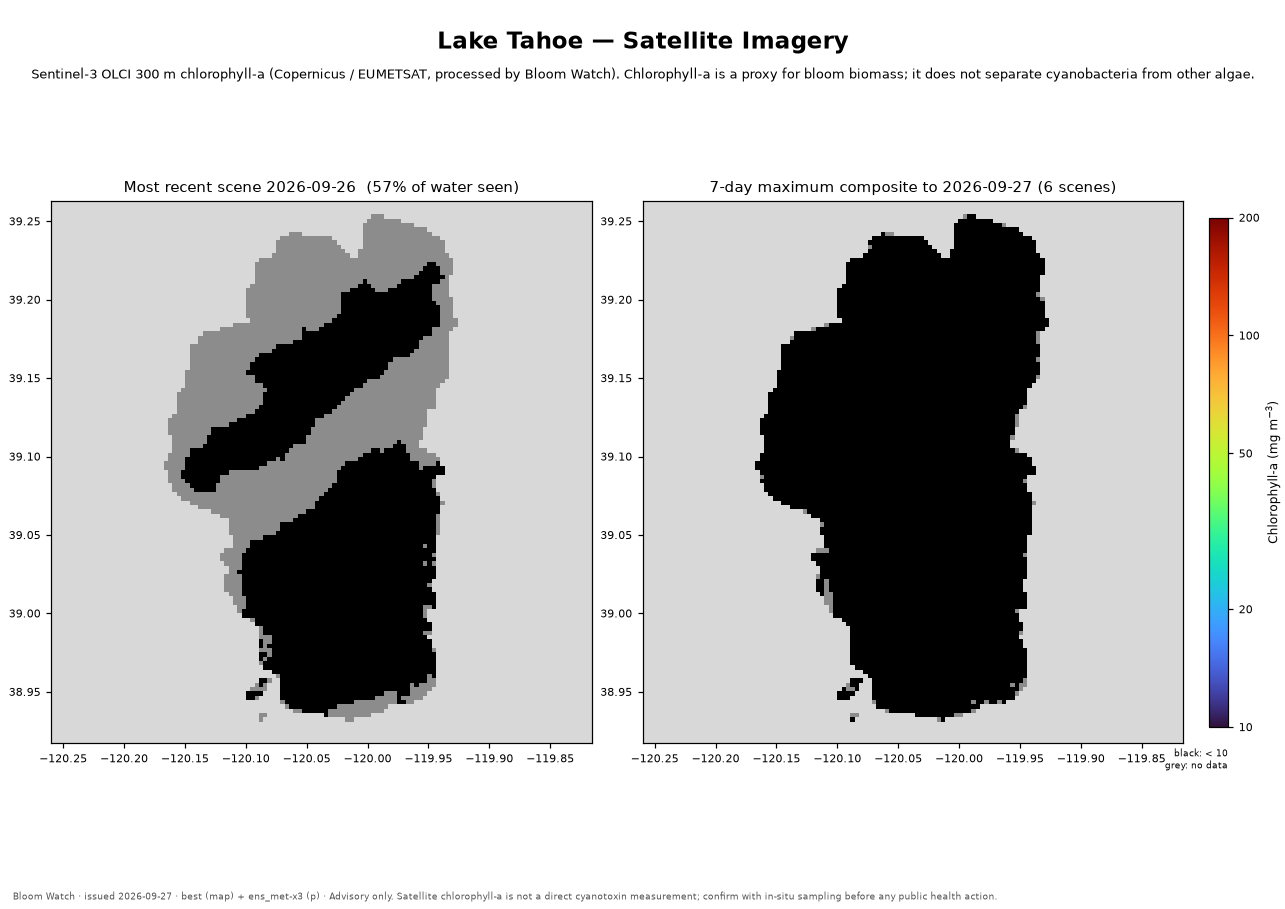 Lake Tahoe — Satellite Imagery
Sentinel-3 OLCI 300 m chlorophyll-a (Copernicus / EUMETSAT, processed by Bloom Watch). Chlorophyll-a is a proxy for bloom biomass; it does not separate cyanobacteria from other algae.
Most recent scene 2026-09-26 (57% of water seen)
39.25
39.20
39.15
39.10
39.05
39.00
38.95
−120.25 −120.20 −120.15 −120.10 −120.05 −120.00 −119.95 −119.90 −119.85
7-day maximum composite to 2026-09-27 (6 scenes)
39.25
39.20
39.15
39.10
39.05
39.00
38.95
−120.25 −120.20 −120.15 −120.10 −120.05 −120.00 −119.95 −119.90 −119.85
200
100
50
20
10
Chlorophyll-a (mg m⁻³)
black: < 10
grey: no data
Bloom Watch · issued 2026-09-27 · best (map) + ens_met-x3 (p) · Advisory only. Satellite chlorophyll-a is not a direct cyanotoxin measurement; confirm with in-situ sampling before any public health action.